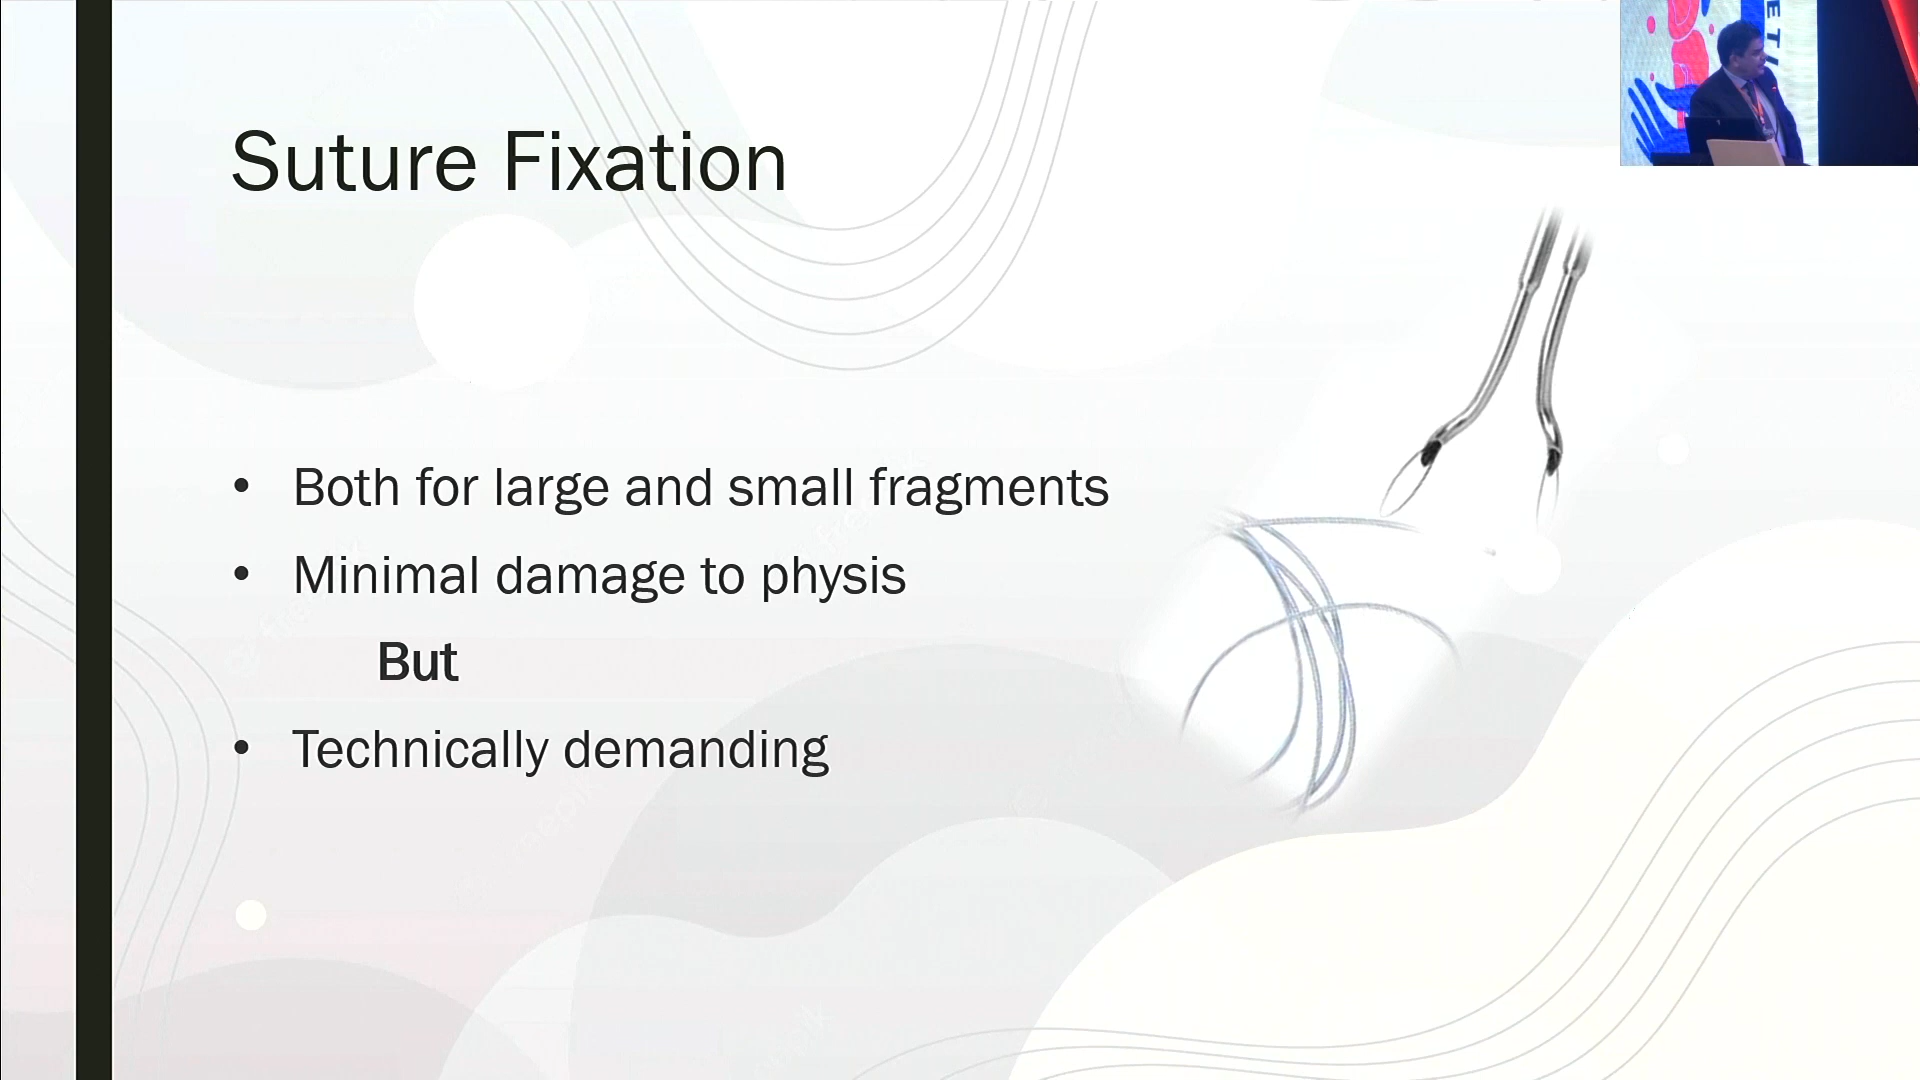 Suture Fixation
• Both for large and small fragments
• Minimal damage to physis
But
• Technically demanding